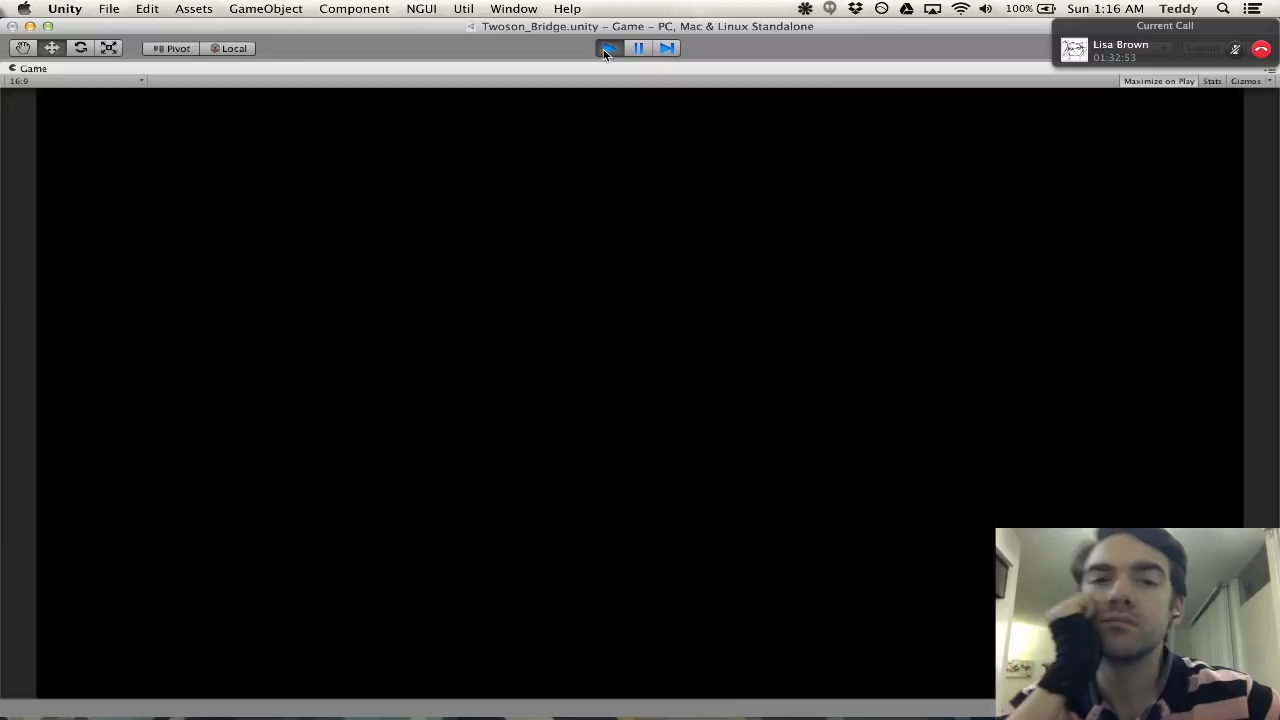 Unity File Edit Assets GameObject Component NGUI Util Window Help 100% Sun 1:16 AM Teddy
Twoson_Bridge.unity - Game - PC, Mac & Linux Standalone
Current Call
Pivot Local
Lisa Brown
01:32:53
Game
16:9 Maximize on Play Stats Gizmos